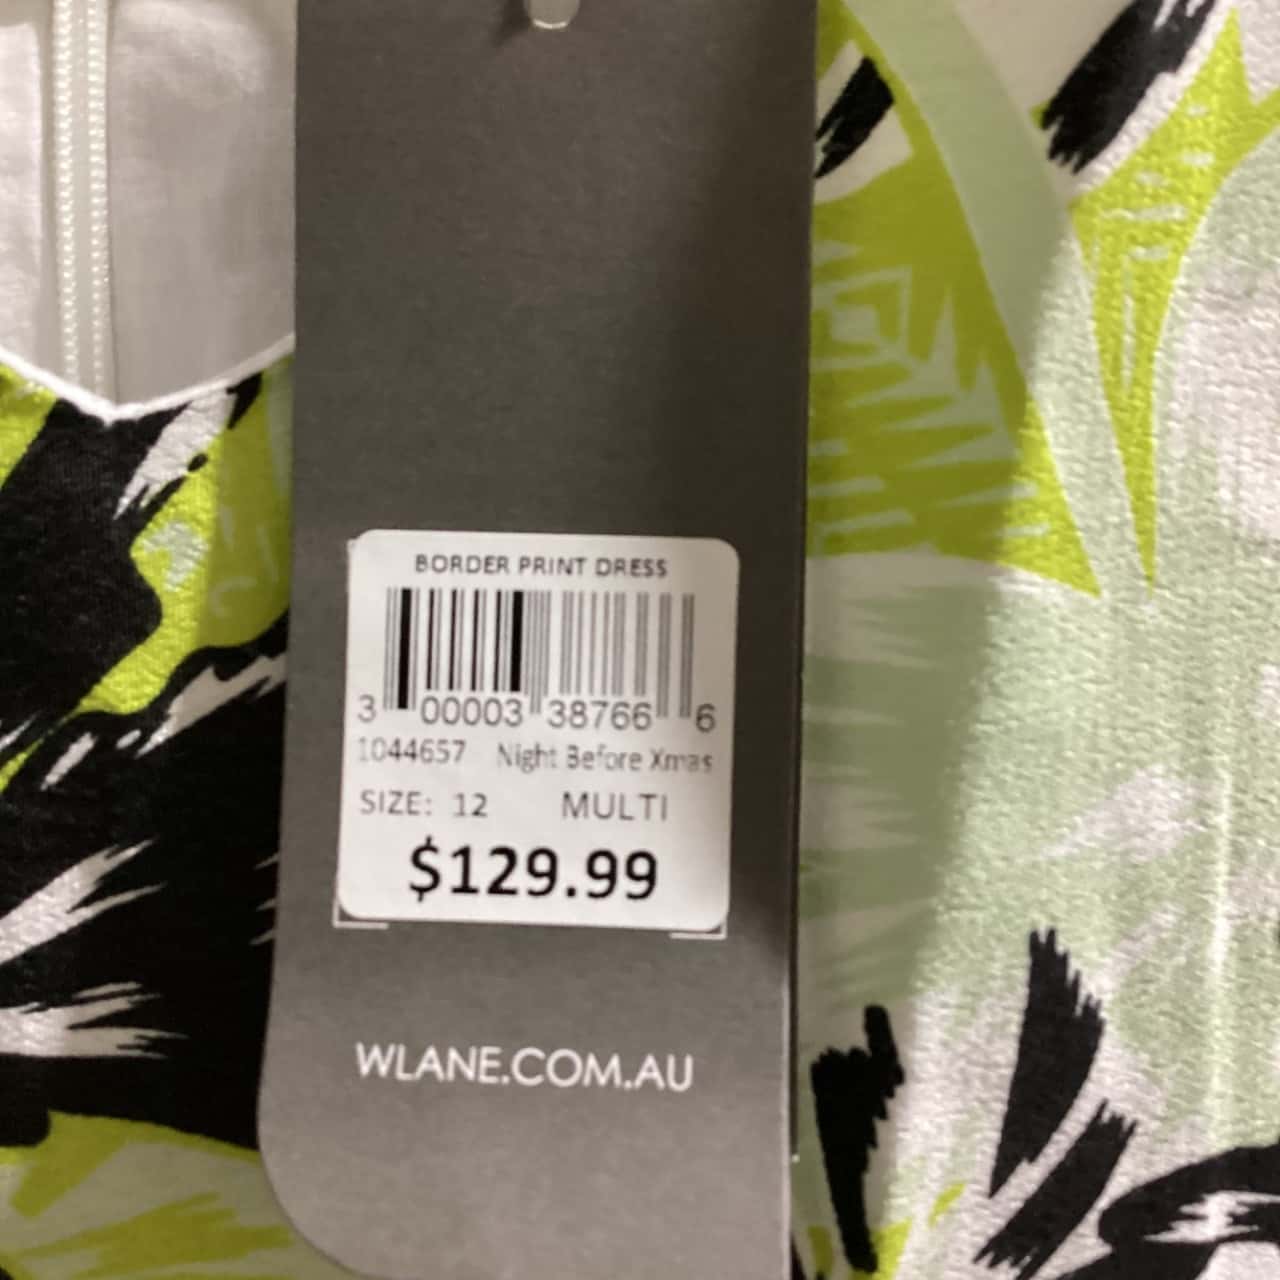 BORDER PRINT DRESS
3 00003 38766 6
1044657 Night Before Xmas
SIZE: 12 MULTI
$129.99
WLANE.COM.AU